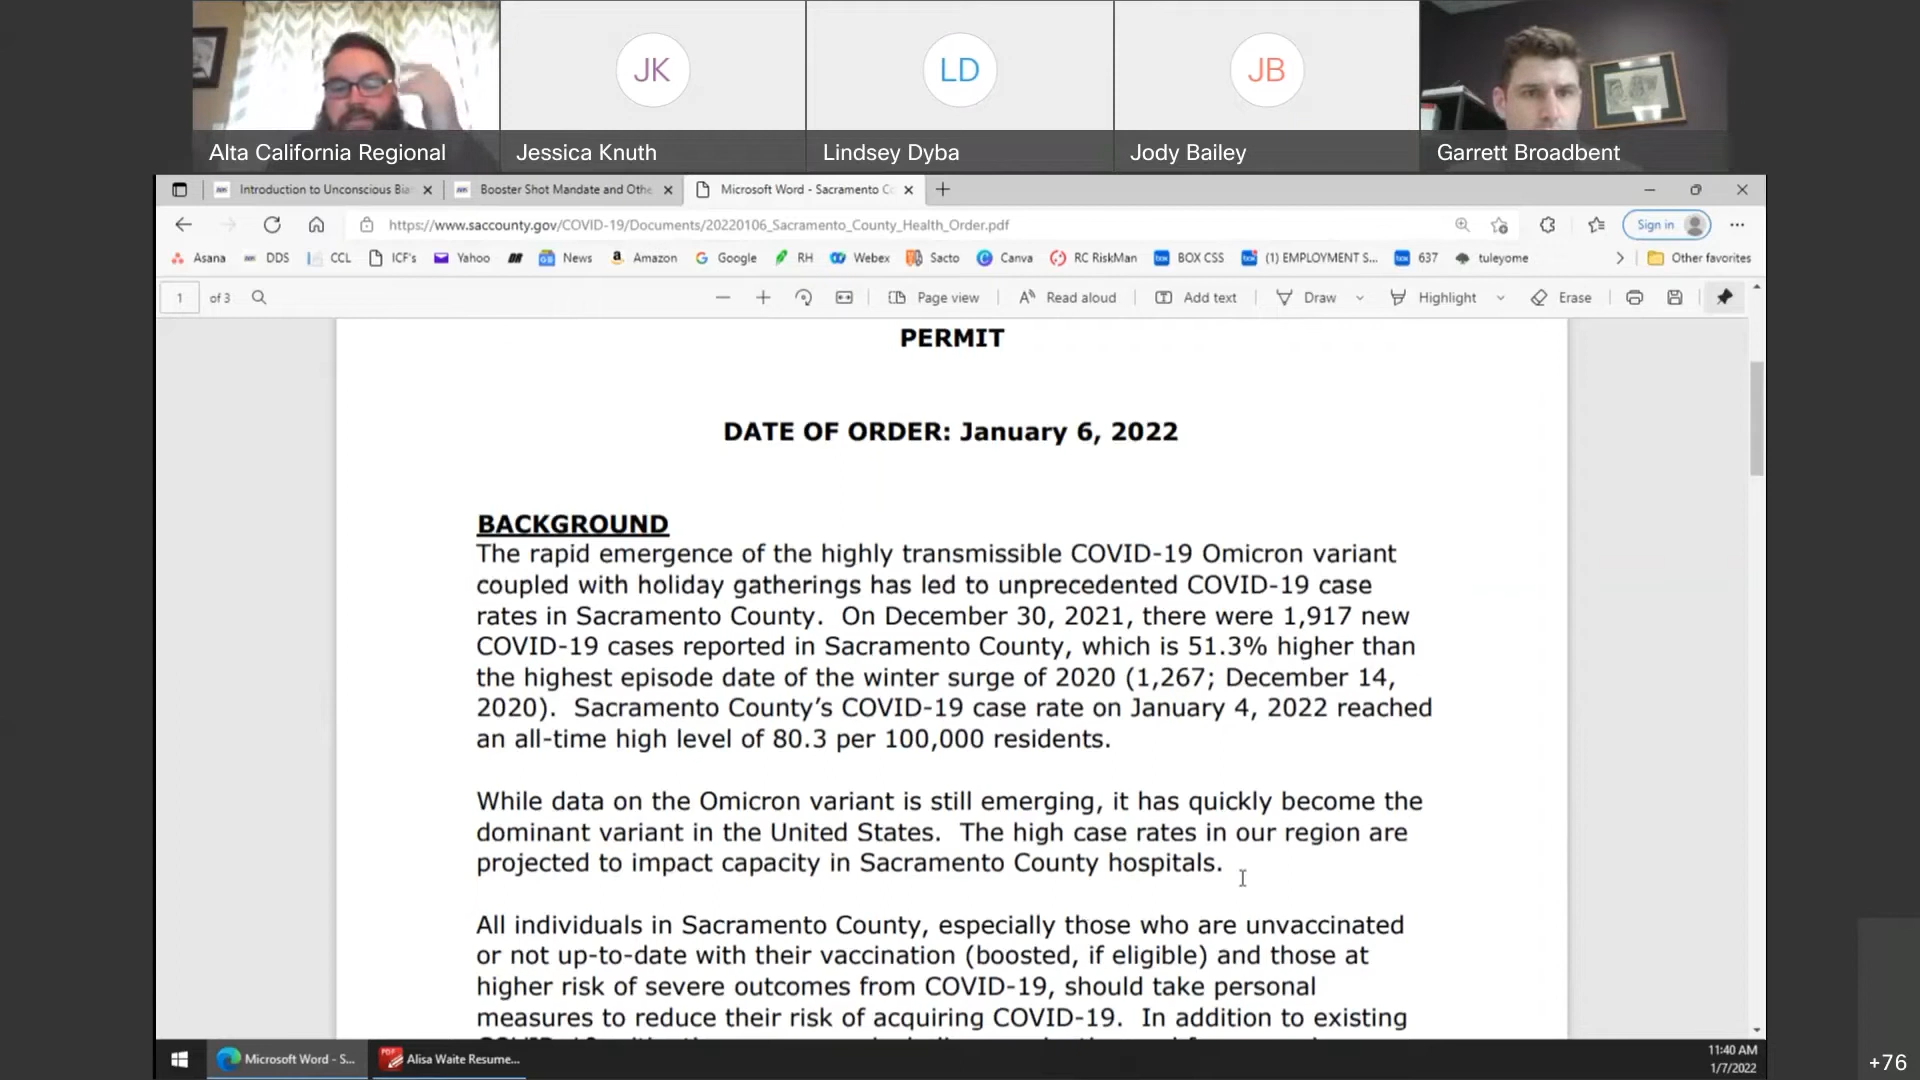 JK
LD
JB
Alta California Regional
Jessica Knuth
Lindsey Dyba
Jody Bailey
Garrett Broadbent
Introduction to Unconscious Bia
Booster Shot Mandate and Othe
Microsoft Word - Sacramento Co
https://www.saccounty.gov/COVID-19/Documents/20220106_Sacramento_County_Health_Order.pdf
Sign in
Asana DDS CCL ICF's Yahoo News Amazon Google RH Webex Sacto Canva RC RiskMan BOX CSS (1) EMPLOYMENT S... 637 tuleyome Other favorites
1 of 3 Page view Read aloud Add text Draw Highlight Erase
PERMIT
DATE OF ORDER: January 6, 2022
BACKGROUND
The rapid emergence of the highly transmissible COVID-19 Omicron variant
coupled with holiday gatherings has led to unprecedented COVID-19 case
rates in Sacramento County. On December 30, 2021, there were 1,917 new
COVID-19 cases reported in Sacramento County, which is 51.3% higher than
the highest episode date of the winter surge of 2020 (1,267; December 14,
2020). Sacramento County’s COVID-19 case rate on January 4, 2022 reached
an all-time high level of 80.3 per 100,000 residents.
While data on the Omicron variant is still emerging, it has quickly become the
dominant variant in the United States. The high case rates in our region are
projected to impact capacity in Sacramento County hospitals.
All individuals in Sacramento County, especially those who are unvaccinated
or not up-to-date with their vaccination (boosted, if eligible) and those at
higher risk of severe outcomes from COVID-19, should take personal
measures to reduce their risk of acquiring COVID-19. In addition to existing
Microsoft Word - S...
Alisa Waite Resume...
11:40 AM
1/7/2022
+76